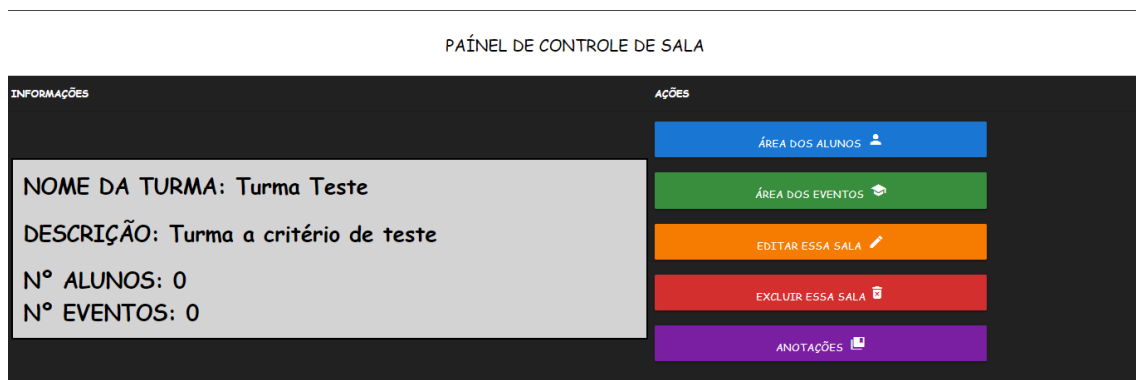 PAÍNEL DE CONTROLE DE SALA
INFORMAÇÕES
AÇÕES
NOME DA TURMA: Turma Teste
DESCRIÇÃO: Turma a critério de teste
Nº ALUNOS: 0
Nº EVENTOS: 0
ÁREA DOS ALUNOS
ÁREA DOS EVENTOS
EDITAR ESSA SALA
EXCLUIR ESSA SALA
ANOTAÇÕES